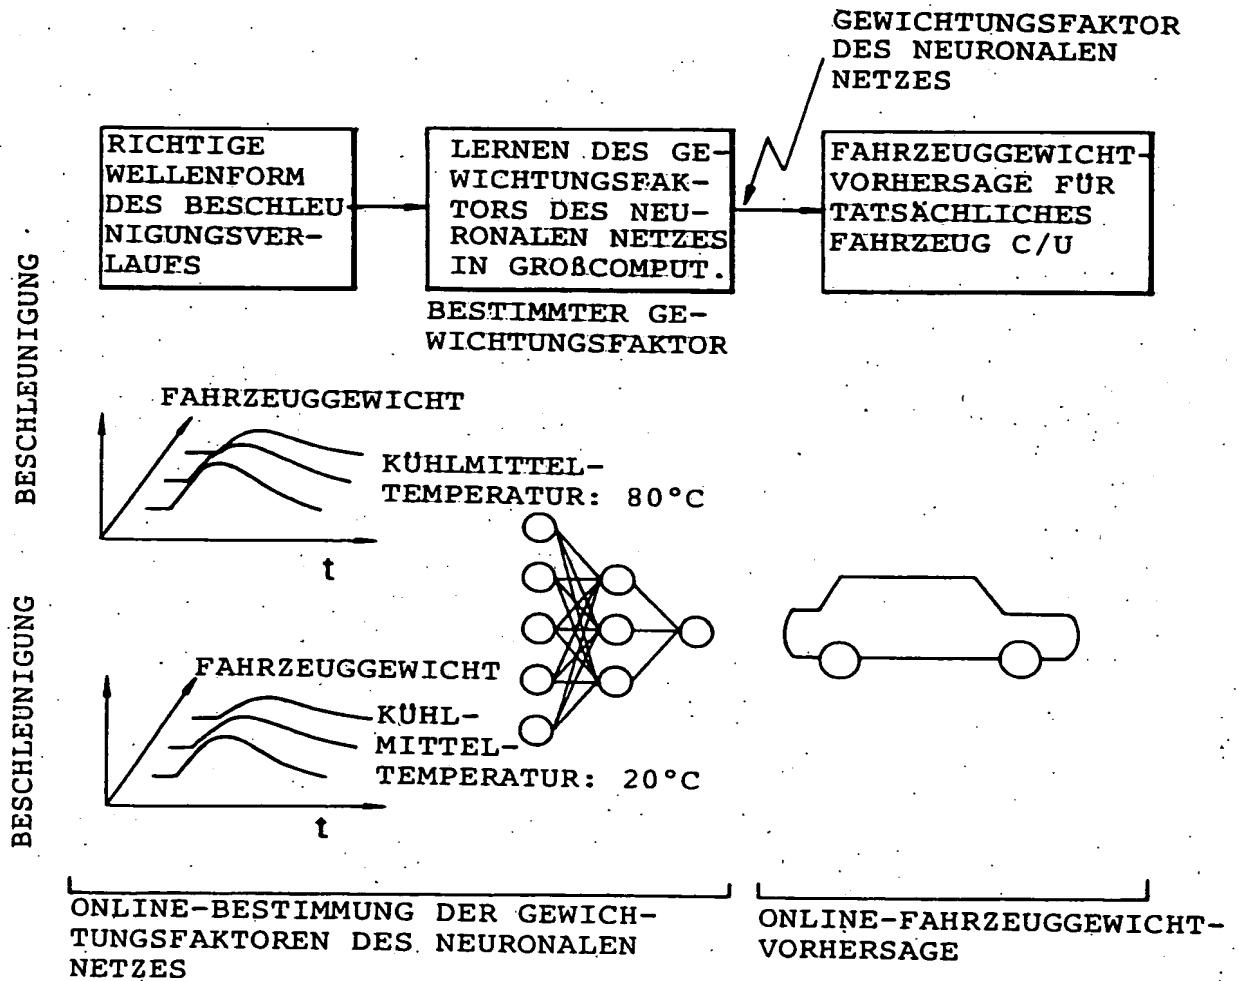 GEWICHTUNGSFAKTOR
DES NEURONALEN
NETZES
RICHTIGE
WELLENFORM
DES BESCHLEU
NIGUNGSVER-
LAUFS
LERNEN DES GE-
WICHTUNGSFAK-
TORS DES NEU-
RONALEN NETZES
IN GROßCOMPUT.
FAHRZEUGGEWICHT-
VORHERSAGE FÜR
TATSÄCHLICHES
FAHRZEUG C/U
BESTIMMTER GE-
WICHTUNGSFAKTOR
BESCHLEUNIGUNG
FAHRZEUGGEWICHT
KÜHLMITTEL-
TEMPERATUR: 80°C
t
BESCHLEUNIGUNG
FAHRZEUGGEWICHT
KÜHL-
MITTEL-
TEMPERATUR: 20°C
t
ONLINE-BESTIMMUNG DER GEWICH-
TUNGSFAKTOREN DES NEURONALEN
NETZES
ONLINE-FAHRZEUGGEWICHT-
VORHERSAGE